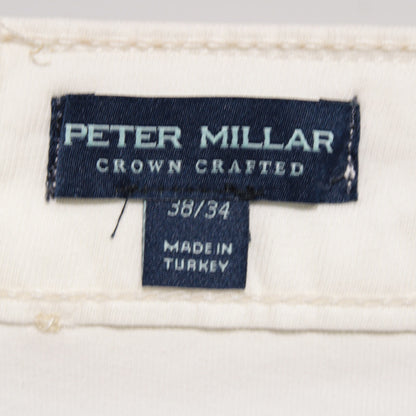 PETER MILLAR
CROWN CRAFTED
38/34
MADE IN
TURKEY